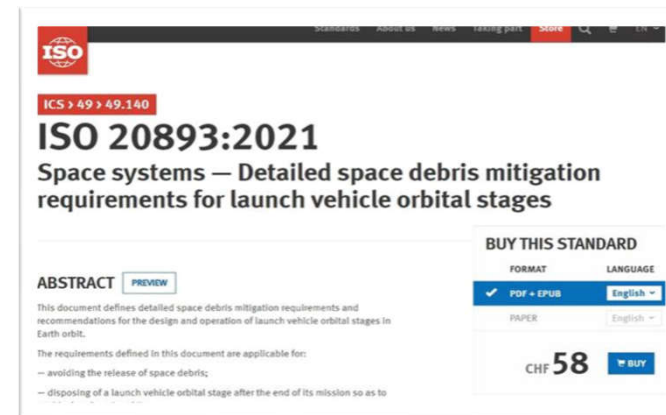 Standards About us News Taking part Store EN
ISO
ICS > 49 > 49.140
ISO 20893:2021
Space systems — Detailed space debris mitigation
requirements for launch vehicle orbital stages
BUY THIS STANDARD
FORMAT LANGUAGE
PDF + EPUB English
PAPER English
CHF 58 BUY
ABSTRACT PREVIEW
This document defines detailed space debris mitigation requirements and
recommendations for the design and operation of launch vehicle orbital stages in
Earth orbit.
The requirements defined in this document are applicable for:
— avoiding the release of space debris;
— disposing of a launch vehicle orbital stage after the end of its mission so as to